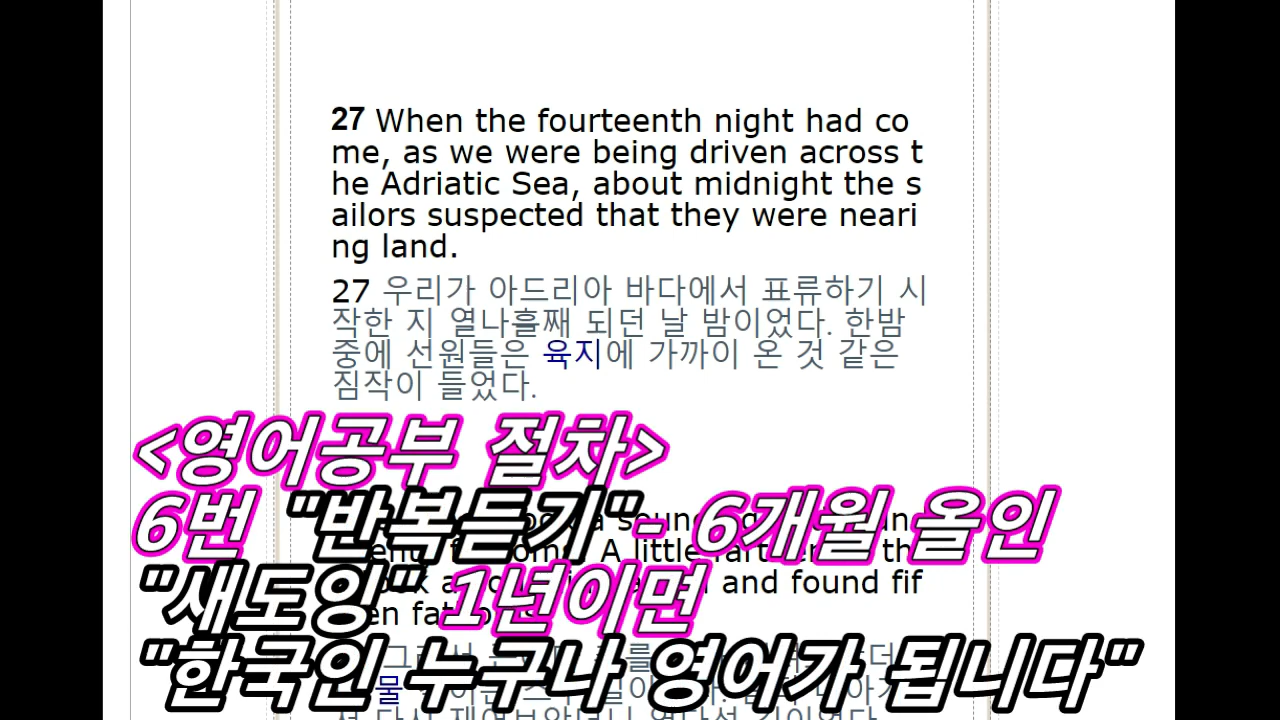 27 When the fourteenth night had co
me, as we were being driven across t
he Adriatic Sea, about midnight the s
ailors suspected that they were neari
ng land.
27 우리가 아드리아 바다에서 표류하기 시
작한 지 열나흘째 되던 날 밤이었다. 한밤
중에 선원들은 육지에 가까이 온 것 같은
짐작이 들었다.
<영어공부 절차>
6번 "반복듣기"- 6개월 올인
A little
"섀도잉" 1년이면
and found fif
"한국인 누구나 영어가 됩니다"